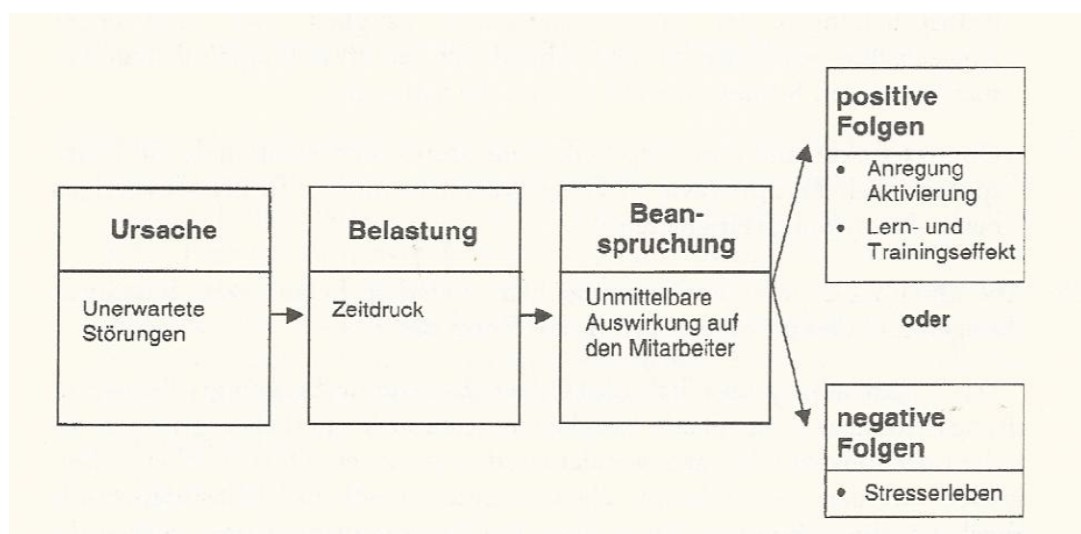 Ursache
Unerwartete
Störungen
Belastung
Zeitdruck
Bean-
spruchung
Unmittelbare
Auswirkung auf
den Mitarbeiter
positive
Folgen
• Anregung
Aktivierung
• Lern- und
Trainingseffekt
oder
negative
Folgen
• Stresserleben